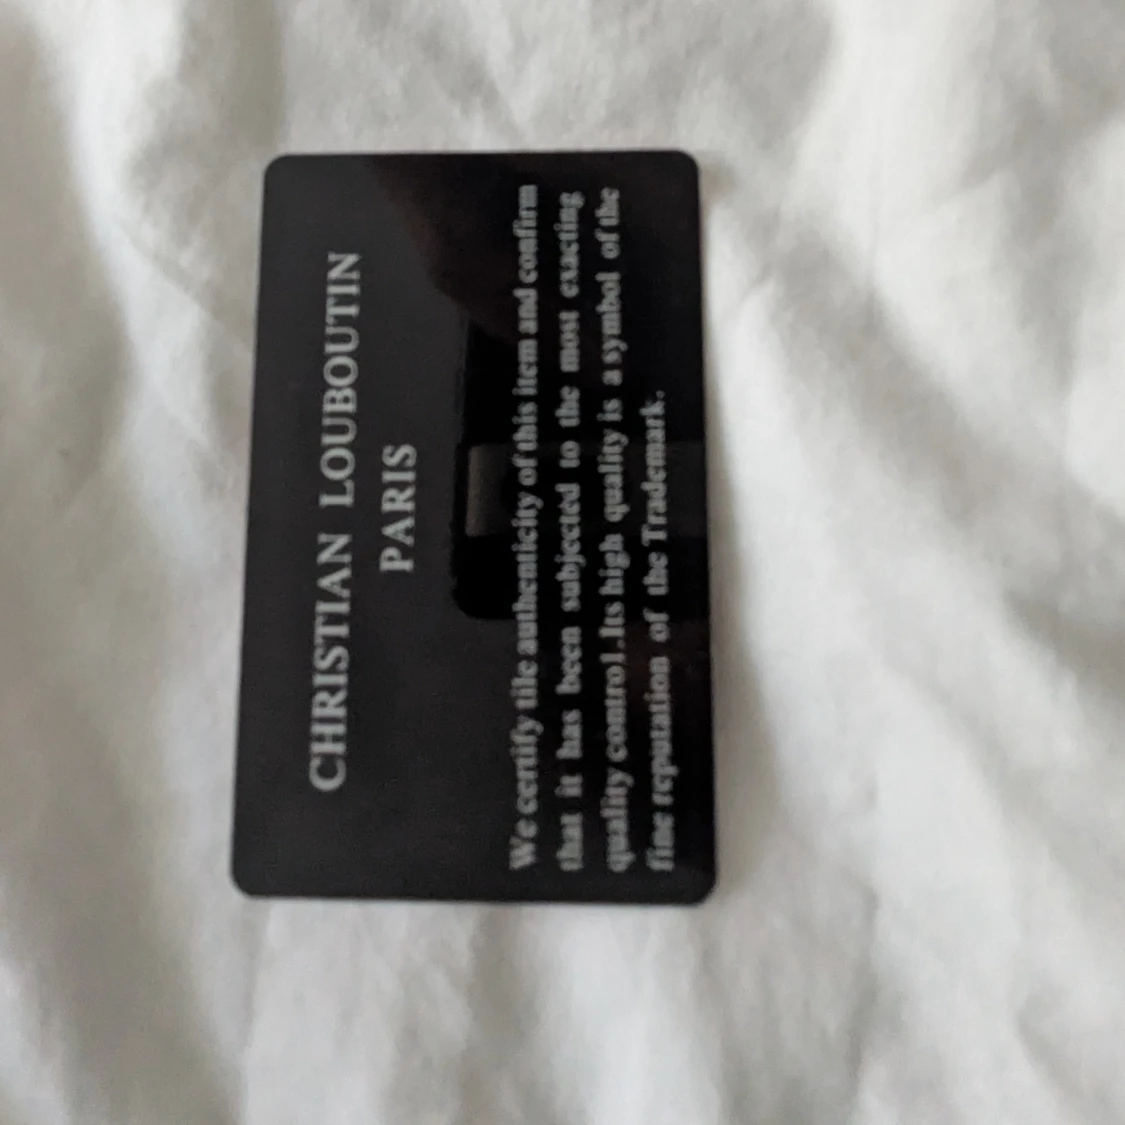 CHRISTIAN LOUBOUTIN
PARIS
We certify tile authenticity of this item and confirm
that it has been subjected to the most exacting
quality control.Its high quality is a symbol of the
fine reputation of the Trademark.